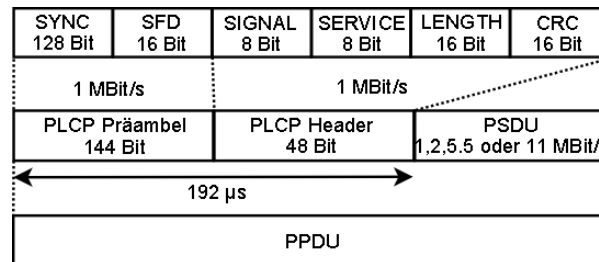 SYNC SFD SIGNAL SERVICE LENGTH CRC
128 Bit 16 Bit 8 Bit 8 Bit 16 Bit 16 Bit
1 MBit/s 1 MBit/s
PLCP Präambel PLCP Header PSDU
144 Bit 48 Bit 1,2,5.5 oder 11 MBit/
192 µs
PPDU